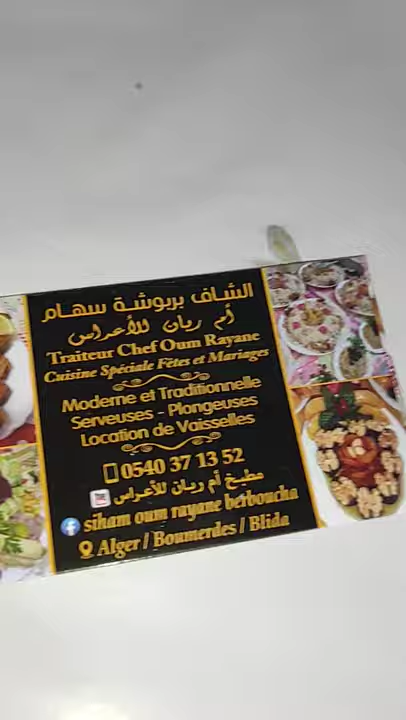 الشاف بربوشة سهام
أم ريان للأعراس
Traiteur Chef Oum Rayane
Cuisine Spéciale Fêtes et Mariages
Moderne et Traditionnelle
Serveuses - Plongeuses
Location de Vaisselles
0540 37 13 52
مطبخ أم ريان للأعراس
siham oum rayane berboucha
Alger / Boumerdes / Blida